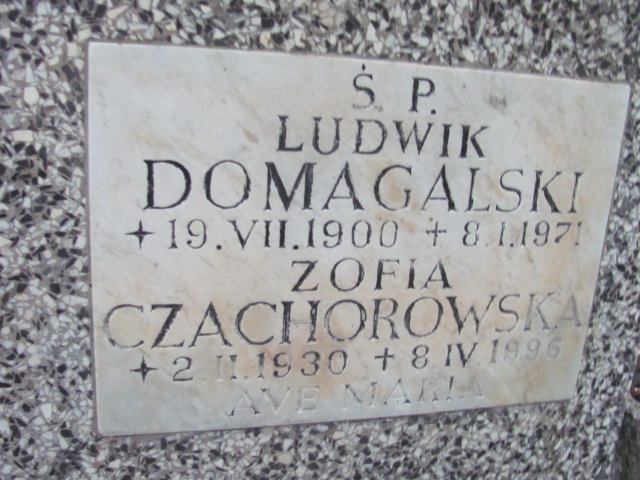 Ś. P.
LUDWIK
DOMAGALSKI
✦19.VII.1900 ✝ 8.I.1971
ZOFIA
CZACHOROWSKA
✦2.II.1930 ✝ 8 IV.1996
AVE MARIA